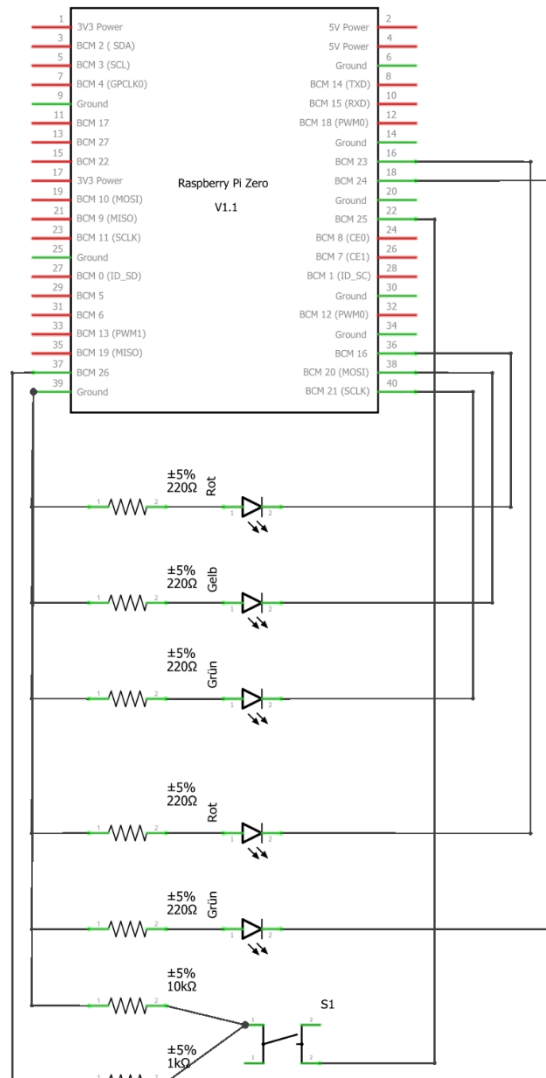 1 3V3 Power 5V Power 2
3 BCM 2 ( SDA) 5V Power 4
5 BCM 3 (SCL) Ground 6
7 BCM 4 (GPCLK0) BCM 14 (TXD) 8
9 Ground BCM 15 (RXD) 10
11 BCM 17 BCM 18 (PWM0) 12
13 BCM 27 Ground 14
15 BCM 22 BCM 23 16
17 3V3 Power BCM 24 18
Raspberry Pi Zero
19 BCM 10 (MOSI) Ground 20
V1.1
21 BCM 9 (MISO) BCM 25 22
23 BCM 11 (SCLK) BCM 8 (CE0) 24
25 Ground BCM 7 (CE1) 26
27 BCM 0 (ID_SD) BCM 1 (ID_SC) 28
29 BCM 5 Ground 30
31 BCM 6 BCM 12 (PWM0) 32
33 BCM 13 (PWM1) Ground 34
35 BCM 19 (MISO) BCM 16 36
37 BCM 26 BCM 20 (MOSI) 38
39 Ground BCM 21 (SCLK) 40
±5%
220Ω Rot
1 2 1 2
±5%
220Ω Gelb
1 2 1 2
±5%
220Ω Grün
1 2 1 2
±5%
220Ω Rot
1 2 1 2
±5%
220Ω Grün
1 2 1 2
±5%
10kΩ
1 2
S1
1 2
±5%
1kΩ
1 2
1 2